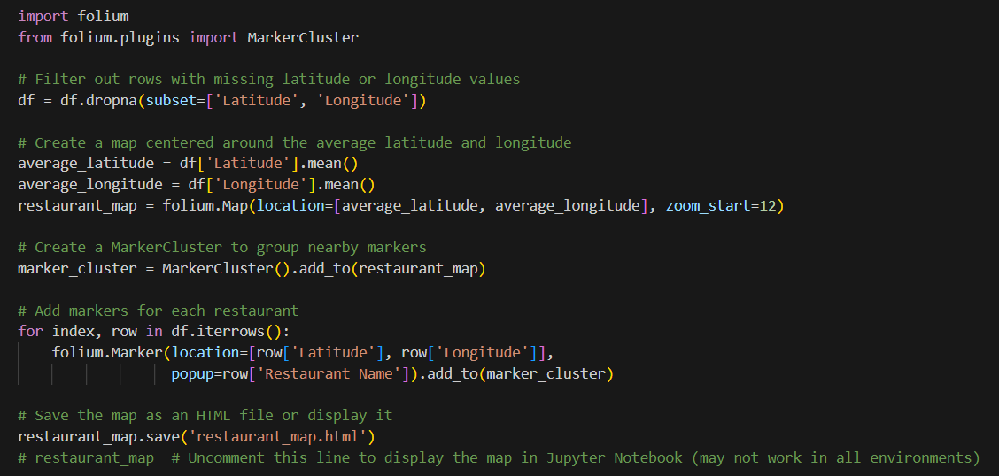 import folium
from folium.plugins import MarkerCluster
# Filter out rows with missing latitude or longitude values
df = df.dropna(subset=['Latitude', 'Longitude'])
# Create a map centered around the average latitude and longitude
average_latitude = df['Latitude'].mean()
average_longitude = df['Longitude'].mean()
restaurant_map = folium.Map(location=[average_latitude, average_longitude], zoom_start=12)
# Create a MarkerCluster to group nearby markers
marker_cluster = MarkerCluster().add_to(restaurant_map)
# Add markers for each restaurant
for index, row in df.iterrows():
    folium.Marker(location=[row['Latitude'], row['Longitude']],
                  popup=row['Restaurant Name']).add_to(marker_cluster)
# Save the map as an HTML file or display it
restaurant_map.save('restaurant_map.html')
# restaurant_map  # Uncomment this line to display the map in Jupyter Notebook (may not work in all environments)